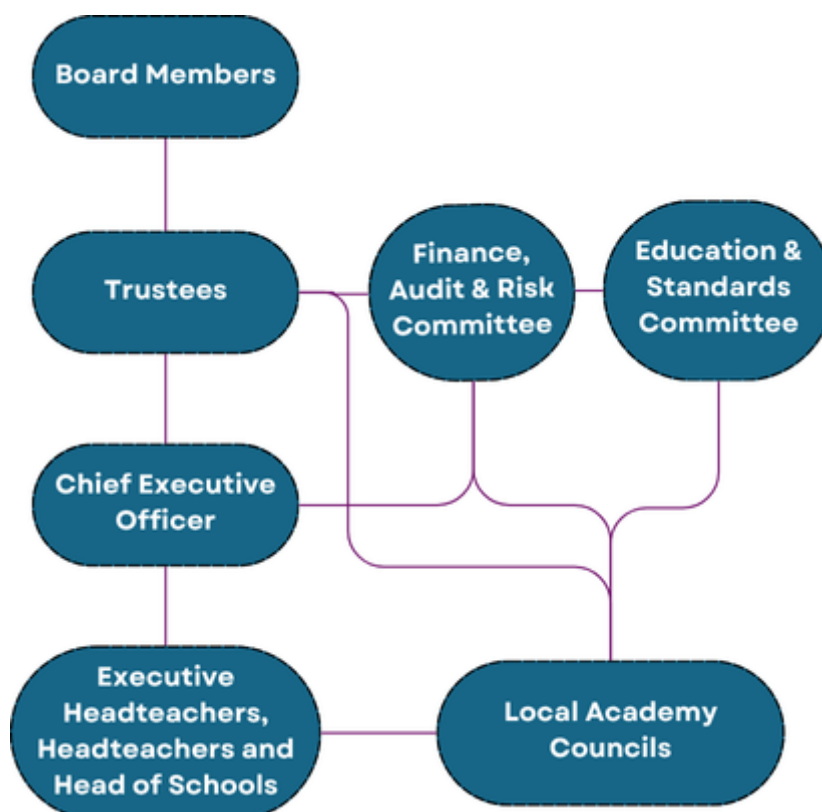 Board Members
Trustees
Finance,
Audit & Risk
Committee
Education &
Standards
Committee
Chief Executive
Officer
Executive
Headteachers,
Headteachers and
Head of Schools
Local Academy
Councils